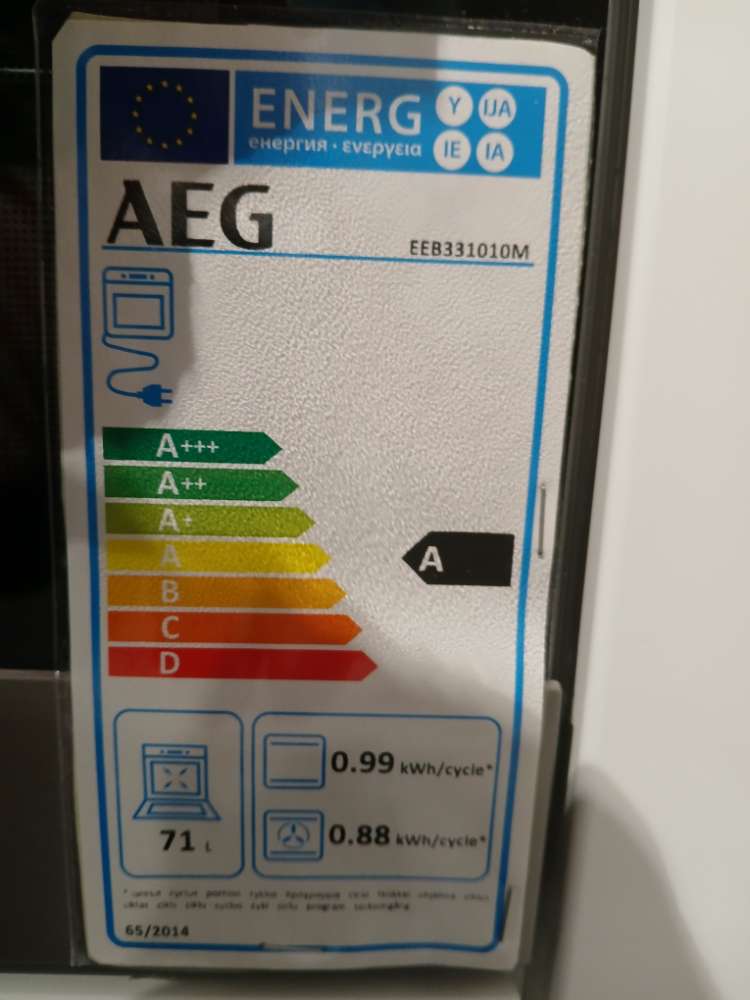 ENERG Y IJA
енергия · ενεργεια IE IA
AEG
EEB331010M
A+++
A++
A+
A
A
B
C
D
0.99 kWh/cycle*
0.88 kWh/cycle*
71 L
program
65/2014